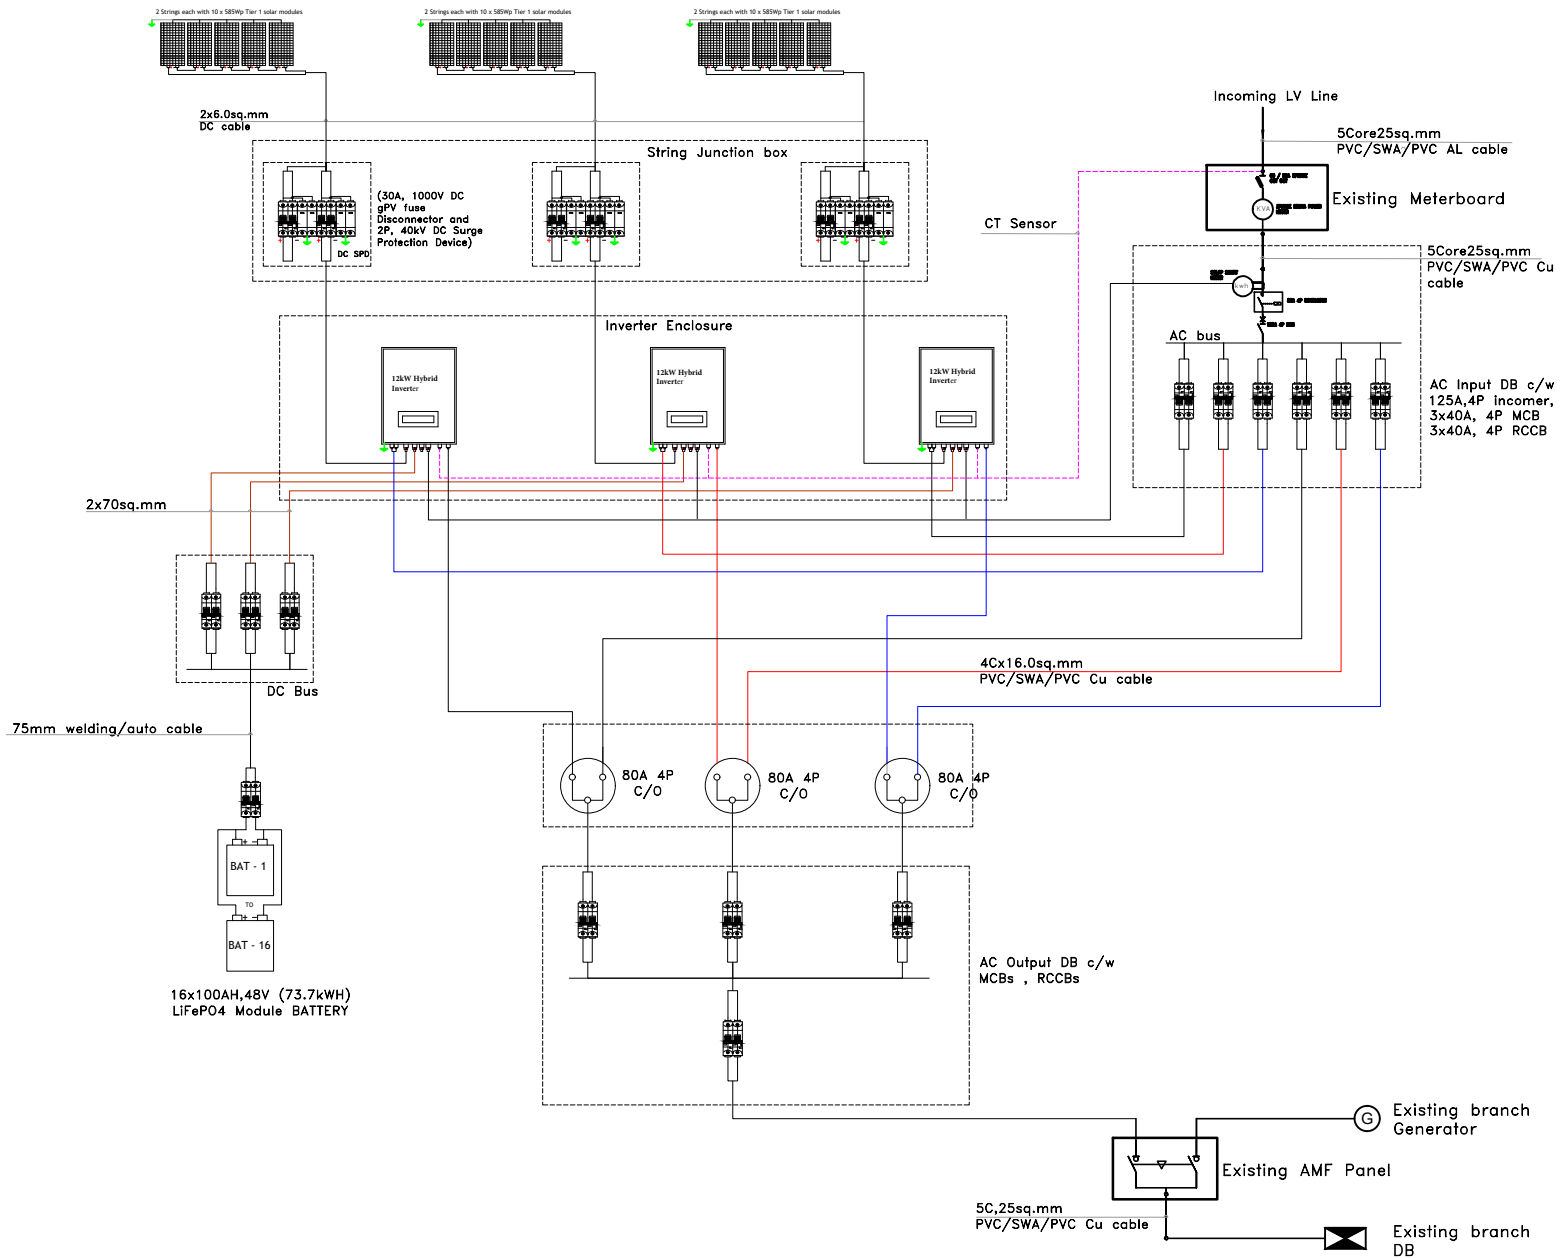 2 Strings each with 10 x 585Wp Tier 1 solar modules
2 Strings each with 10 x 585Wp Tier 1 solar modules
2 Strings each with 10 x 585Wp Tier 1 solar modules
Incoming LV Line
2x6.0sq.mm
DC cable
5Core25sq.mm
PVC/SWA/PVC AL cable
String Junction box
(30A, 1000V DC
gPV fuse
Disconnector and
2P, 40kV DC Surge
Protection Device)
DC SPD
KVA
Existing Meterboard
CT Sensor
5Core25sq.mm
PVC/SWA/PVC Cu
cable
kwh
Inverter Enclosure
AC bus
12kW Hybrid
Inverter
12kW Hybrid
Inverter
12kW Hybrid
Inverter
AC Input DB c/w
125A,4P incomer,
3x40A, 4P MCB
3x40A, 4P RCCB
2x70sq.mm
DC Bus
4Cx16.0sq.mm
PVC/SWA/PVC Cu cable
75mm welding/auto cable
80A 4P
C/O
80A 4P
C/O
80A 4P
C/O
BAT - 1
TO
BAT - 16
16x100AH,48V (73.7kWH)
LiFePO4 Module BATTERY
AC Output DB c/w
MCBs , RCCBs
G
Existing branch
Generator
Existing AMF Panel
5C,25sq.mm
PVC/SWA/PVC Cu cable
Existing branch
DB